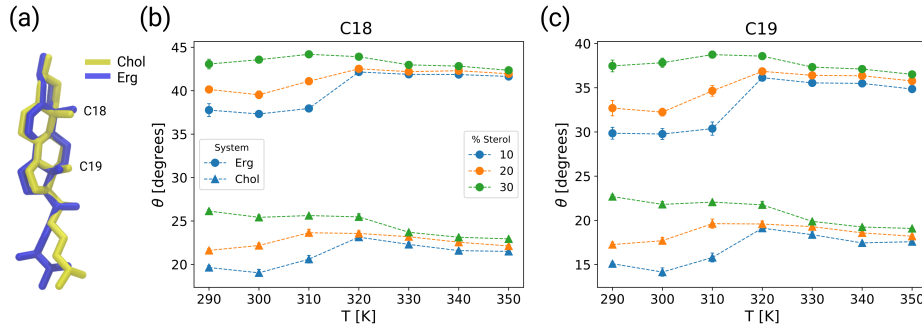 (a)
Chol
Erg
C18
C19
(b)
C18
θ [degrees]
45
40
35
30
25
20
System
Erg
Chol
% Sterol
10
20
30
290 300 310 320 330 340 350
T [K]
(c)
C19
θ [degrees]
40
35
30
25
20
15
290 300 310 320 330 340 350
T [K]